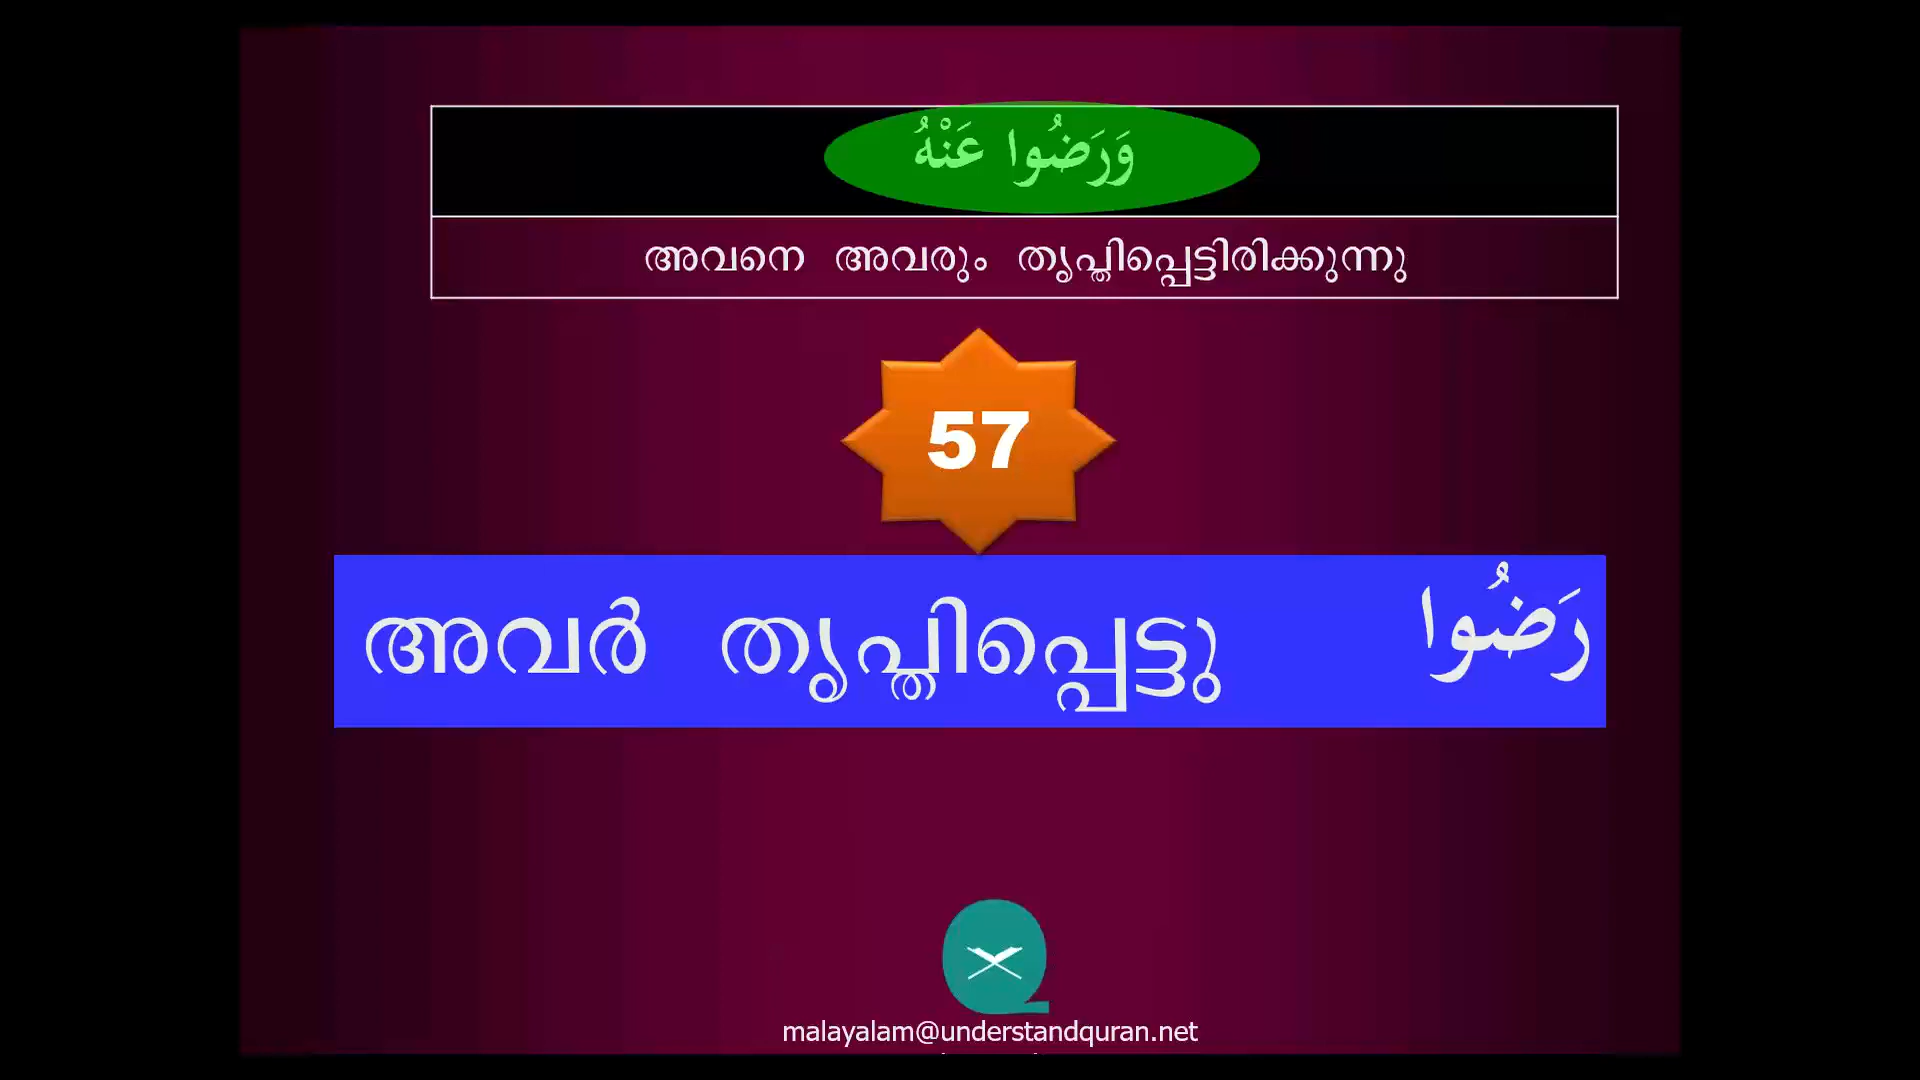 وَرَضُوا عَنْهُ
അവനെ അവരും തൃപ്തിപ്പെട്ടിരിക്കുന്നു
57
അവർ തൃപ്തിപ്പെട്ടു رَضُوا
malayalam@understandquran.net